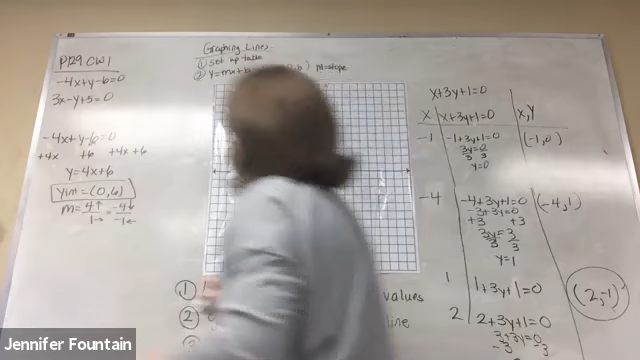 P129 CW1
-4x+y-6=0
3x-y+5=0
-4x+y-6=0
+4x +6 +4x+6
y=4x+6
Yint=(0,6)
m=4↑/1→=-4↓/-1←
Graphing Lines
① Set up table
② y=mx+b m=slope
x+3y+1=0
x x+3y+1=0 x,y
-1 -1+3y+1=0 (-1,0)
3y=0
3 3
y=0
-4 -4+3y+1=0 (-4,1)
-3+3y=0
+3 +3
3y=3
3 3
y=1
1 1+3y+1=0
(2,-1)
2 2+3y+1=0
3+3y=0
-3 -3
① values
② line
③
Jennifer Fountain